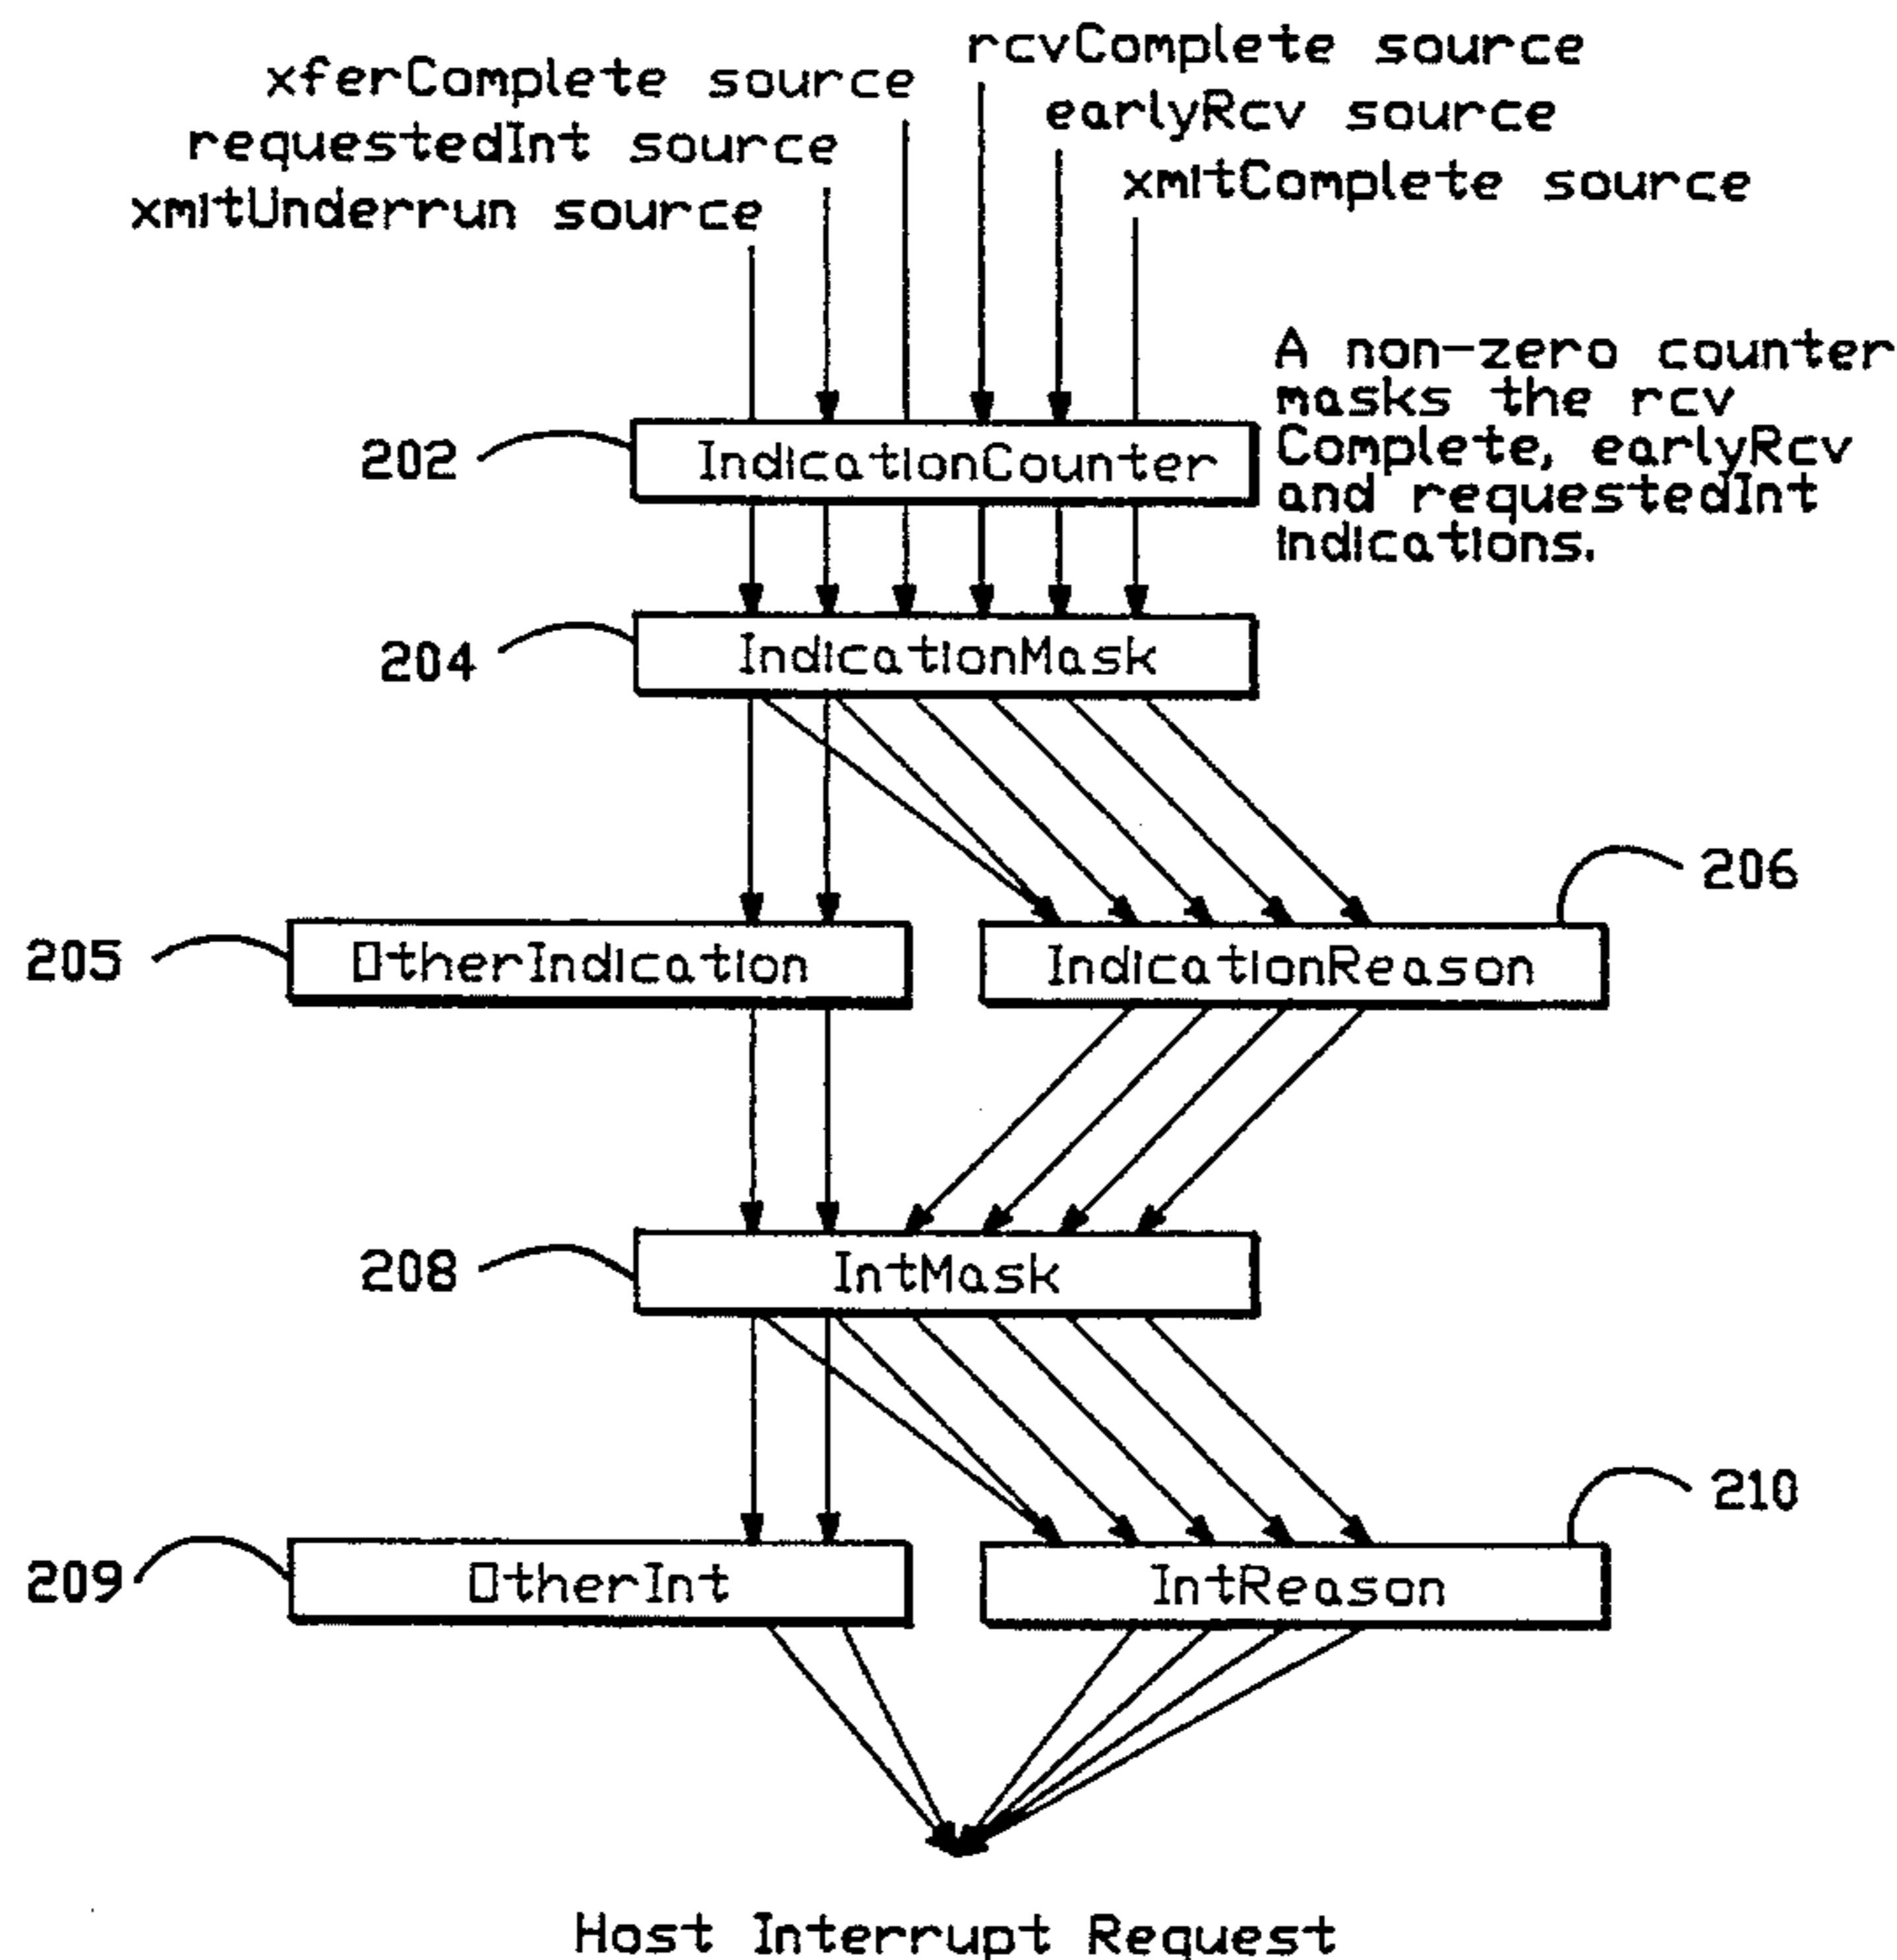 rcvComplete source
xferComplete source
earlyRcv source
requestedInt source
xmitComplete source
xmitUnderrun source
A non-zero counter
masks the rcv
Complete, earlyRcv
and requestedInt
indications.
202
IndicationCounter
204
IndicationMask
206
205
OtherIndication
IndicationReason
208
IntMask
210
209
OtherInt
IntReason
Host Interrupt Request